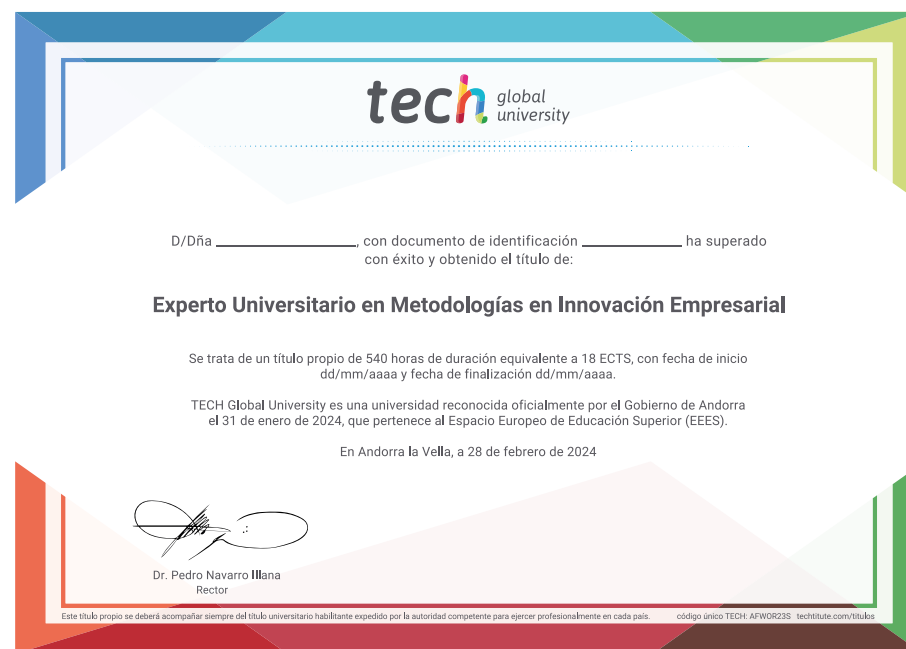 tech global university
D/Dña ____________, con documento de identificación ____________ ha superado
con éxito y obtenido el título de:
Experto Universitario en Metodologías en Innovación Empresarial
Se trata de un título propio de 540 horas de duración equivalente a 18 ECTS, con fecha de inicio
dd/mm/aaaa y fecha de finalización dd/mm/aaaa.
TECH Global University es una universidad reconocida oficialmente por el Gobierno de Andorra
el 31 de enero de 2024, que pertenece al Espacio Europeo de Educación Superior (EEES).
En Andorra la Vella, a 28 de febrero de 2024
Dr. Pedro Navarro Illana
Rector
Este título propio se deberá acompañar siempre del título universitario habilitante expedido por la autoridad competente para ejercer profesionalmente en cada país. código único TECH: AFWOR23S techtitute.com/titulos